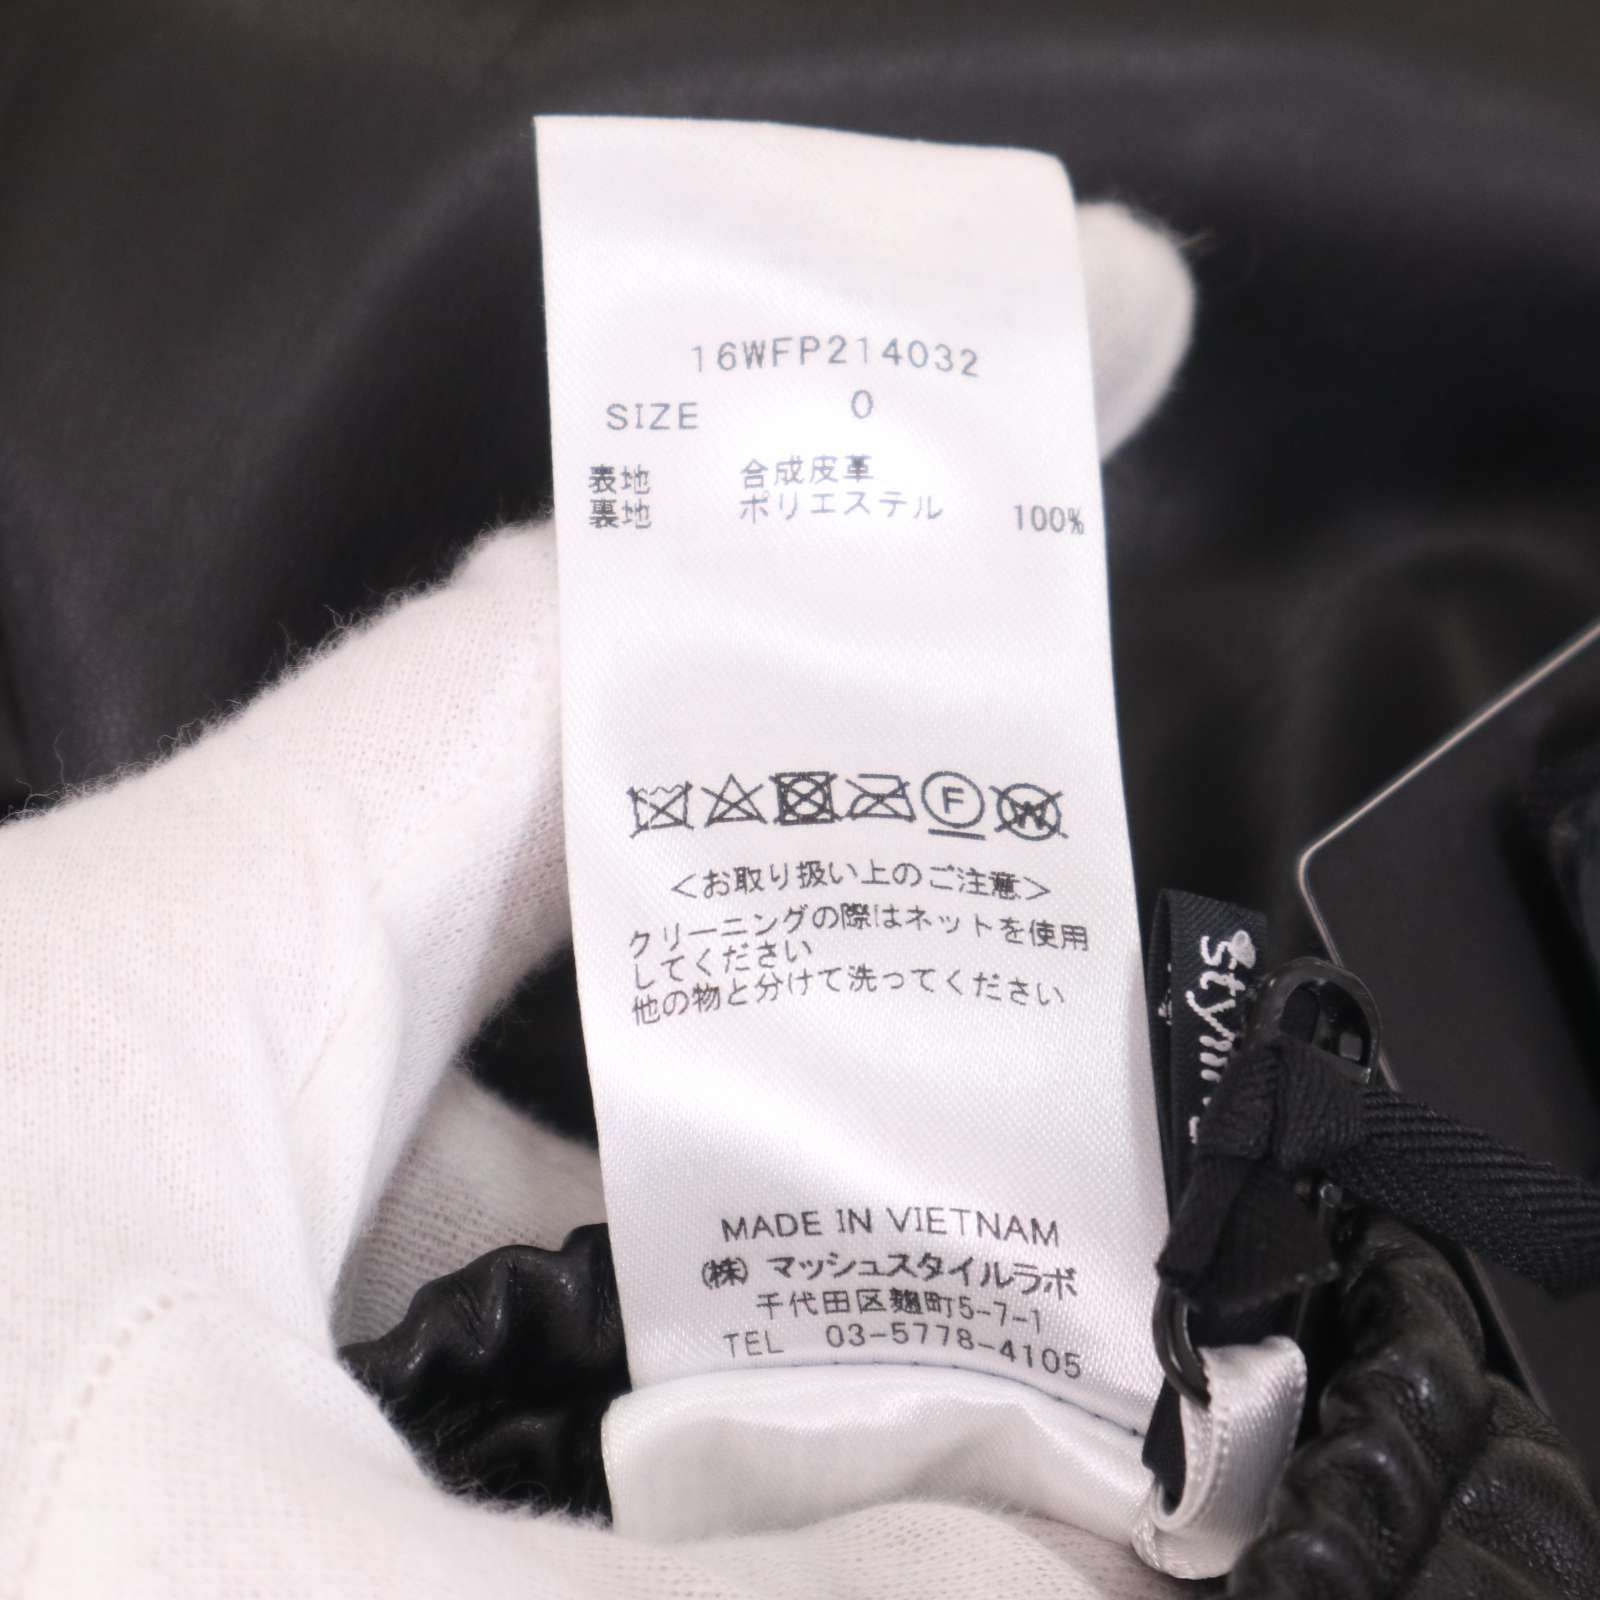 16WFP214032
SIZE 0
表地 合成皮革
裏地 ポリエステル 100%
F
W
<お取り扱い上のご注意>
クリーニングの際はネットを使用
してください
他の物と分けて洗ってください
MADE IN VIETNAM
(株) マッシュスタイルラボ
千代田区麹町5-7-1
TEL 03-5778-4105